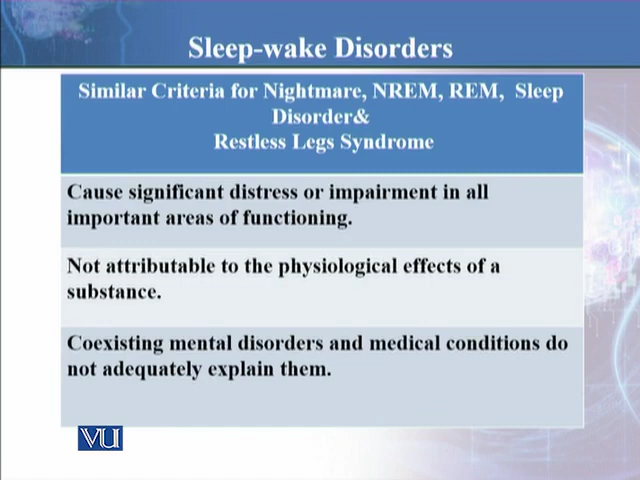 Sleep-wake Disorders
Similar Criteria for Nightmare, NREM, REM, Sleep
Disorder&
Restless Legs Syndrome
Cause significant distress or impairment in all
important areas of functioning.
Not attributable to the physiological effects of a
substance.
Coexisting mental disorders and medical conditions do
not adequately explain them.
VU